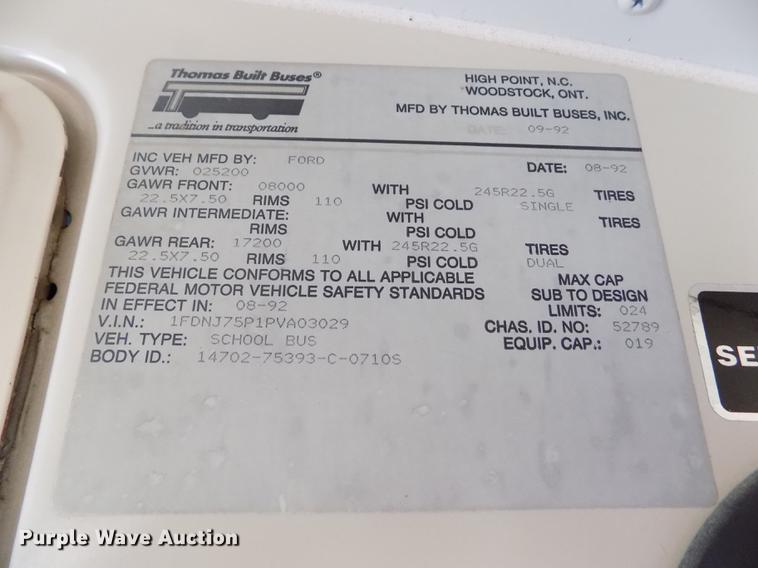 Thomas Built Buses®
...a tradition in transportation
HIGH POINT, N.C.
WOODSTOCK, ONT.
MFD BY THOMAS BUILT BUSES, INC.
DATE: 09-92
INC VEH MFD BY: FORD DATE: 08-92
GVWR: 025200
GAWR FRONT: 08000 WITH 245R22.5G TIRES
22.5X7.50 RIMS 110 PSI COLD SINGLE
GAWR INTERMEDIATE: WITH TIRES
RIMS PSI COLD
GAWR REAR: 17200 WITH 245R22.5G TIRES
22.5X7.50 RIMS 110 PSI COLD DUAL
THIS VEHICLE CONFORMS TO ALL APPLICABLE MAX CAP
FEDERAL MOTOR VEHICLE SAFETY STANDARDS SUB TO DESIGN
IN EFFECT IN: 08-92 LIMITS: 024
V.I.N.: 1FDNJ75P1PVA03029 CHAS. ID. NO: 52789
VEH. TYPE: SCHOOL BUS EQUIP. CAP.: 019
BODY ID.: 14702-75393-C-0710S
SE
Purple Wave Auction